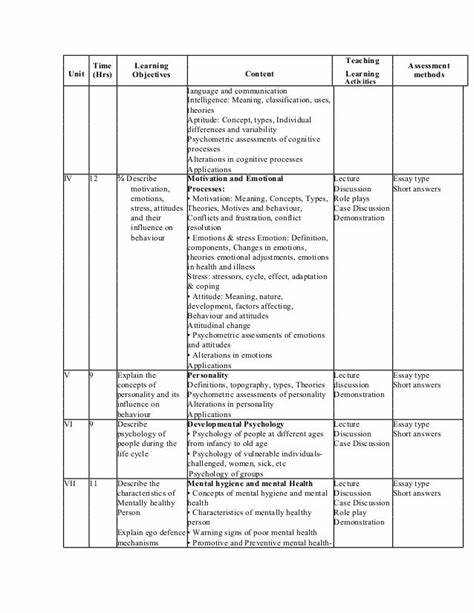 Unit Time (Hrs) Learning Objectives Content Teaching Learning Activities Assessment methods
language and communication
Intelligence: Meaning, classification, uses,
theories
Aptitude: Concept, types, Individual
differences and variability
Psychometric assessments of cognitive
processes
Alterations in cognitive processes
Applications
IV
12
¾ Describe
motivation,
emotions,
stress, attitudes
and their
influence on
behaviour
Motivation and Emotional
Processes:
• Motivation: Meaning, Concepts, Types,
Theories, Motives and behaviour,
Conflicts and frustration, conflict
resolution
• Emotions & stress Emotion: Definition,
components, Changes in emotions,
theories emotional adjustments, emotions
in health and illness
Stress: stressors, cycle, effect, adaptation
& coping
• Attitude: Meaning, nature,
development, factors affecting,
Behaviour and attitudes
Attitudinal change
• Psychometric assessments of emotions
and attitudes
• Alterations in emotions
Applications
Lecture
Discussion
Role plays
Case Discussion
Demonstration
Essay type
Short answers
V
9
Explain the
concepts of
personality and its
influence on
behaviour
Personality
Definitions, topography, types, Theories
Psychometric assessments of personality
Alterations in personality
Applications
Lecture
discussion
Demonstration
Essay type
Short answers
VI
9
Describe
psychology of
people during the
life cycle
Developmental Psychology
• Psychology of people at different ages
from infancy to old age
• Psychology of vulnerable individuals-
challenged, women, sick, etc
Psychology of groups
Lecture
Discussion
Case Discussion
Essay type
Short answers
VII
11
Describe the
characteristics of
Mentally healthy
Person
Explain ego defence
mechanisms
Mental hygiene and mental Health
• Concepts of mental hygiene and mental
health
• Characteristics of mentally healthy
person
• Warning signs of poor mental health
• Promotive and Preventive mental health-
Lecture
Discussion
Case Discussion
Role play
Demonstration
Essay type
Short answers